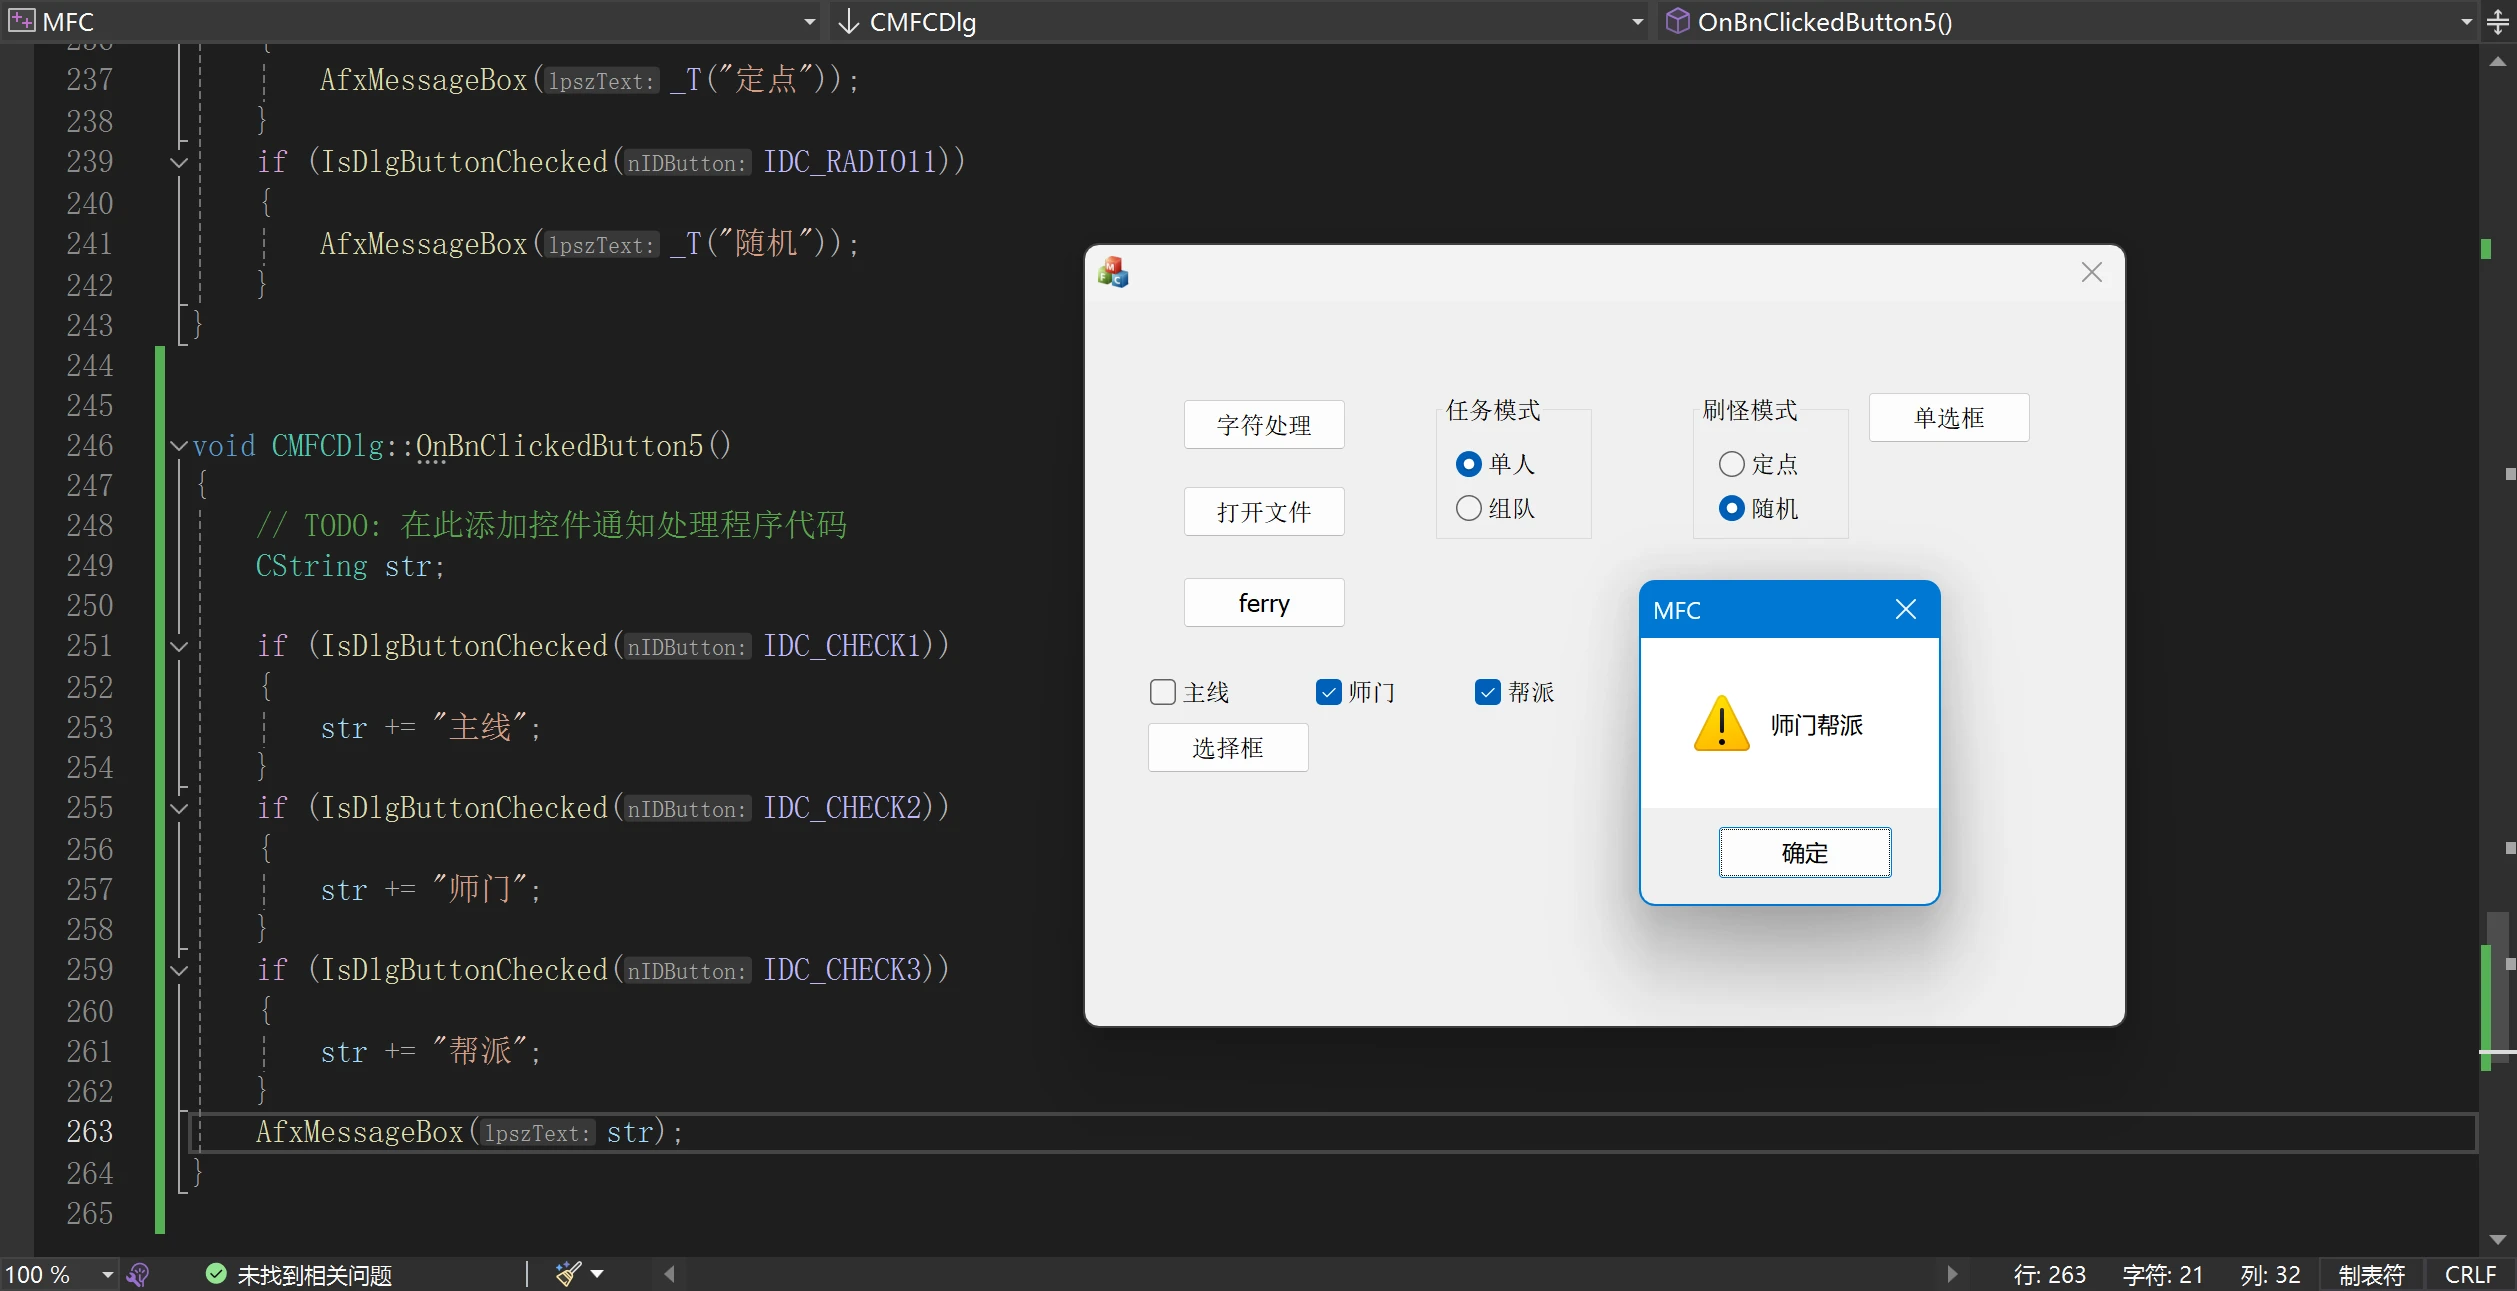 MFC
CMFCDlg
OnBnClickedButton5()
237 AfxMessageBox(lpszText: _T("定点"));
238 }
239 if (IsDlgButtonChecked(nIDButton: IDC_RADIO11))
240 {
241 AfxMessageBox(lpszText: _T("随机"));
242 }
243 }
244
245
246 void CMFCDlg::OnBnClickedButton5()
247 {
248 // TODO: 在此添加控件通知处理程序代码
249 CString str;
250
251 if (IsDlgButtonChecked(nIDButton: IDC_CHECK1))
252 {
253 str += "主线";
254 }
255 if (IsDlgButtonChecked(nIDButton: IDC_CHECK2))
256 {
257 str += "师门";
258 }
259 if (IsDlgButtonChecked(nIDButton: IDC_CHECK3))
260 {
261 str += "帮派";
262 }
263 AfxMessageBox(lpszText: str);
264 }
265
字符处理
打开文件
ferry
任务模式
单人
组队
刷怪模式
定点
随机
单选框
主线
师门
帮派
选择框
MFC
师门帮派
确定
100 %
未找到相关问题
行: 263
字符: 21
列: 32
制表符
CRLF